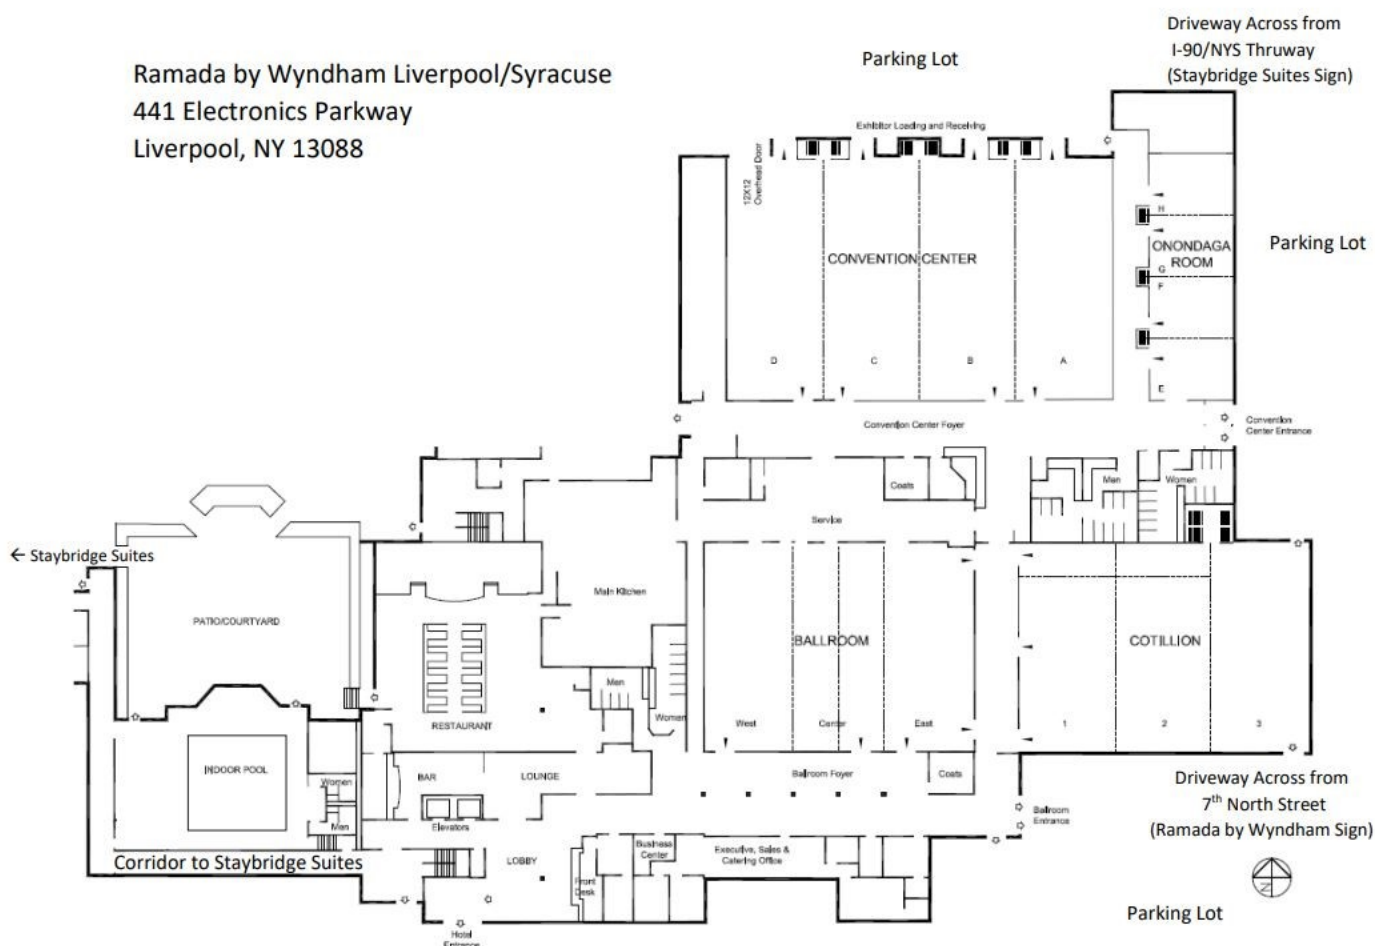 Ramada by Wyndham Liverpool/Syracuse
441 Electronics Parkway
Liverpool, NY 13088
Parking Lot
Driveway Across from
I-90/NYS Thruway
(Staybridge Suites Sign)
Exhibitor Loading and Receiving
12X12
Overhead Door
CONVENTION CENTER
H
ONONDAGA
ROOM
G
F
Parking Lot
D
C
B
A
E
Convention Center Foyer
Convention
Center Entrance
Coats
Men
Women
Service
← Staybridge Suites
PATIO/COURTYARD
Main Kitchen
BALLROOM
COTILLION
Men
Women
RESTAURANT
West
Center
East
1
2
3
INDOOR POOL
Women
Men
BAR
LOUNGE
Ballroom Foyer
Coats
Elevators
Ballroom
Entrance
Driveway Across from
7th North Street
(Ramada by Wyndham Sign)
Corridor to Staybridge Suites
LOBBY
Front
Desk
Business
Center
Executive, Sales &
Catering Office
N
Parking Lot
Hotel
Entrance